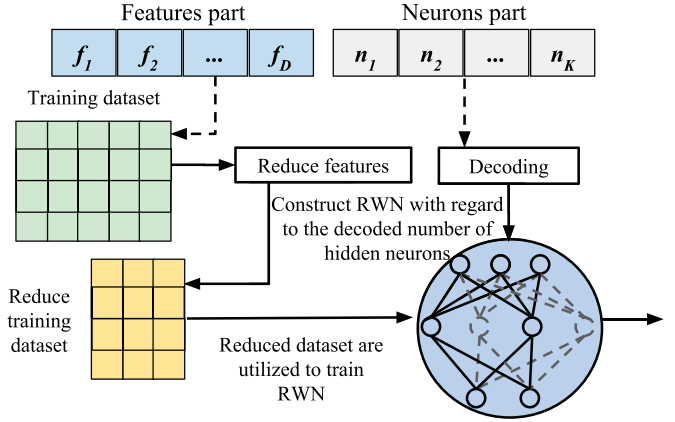 Features part
Neurons part
f1 f2 ... fD
n1 n2 ... nK
Training dataset
Reduce features
Decoding
Construct RWN with regard
to the decoded number of
hidden neurons
Reduce
training
dataset
Reduced dataset are
utilized to train
RWN